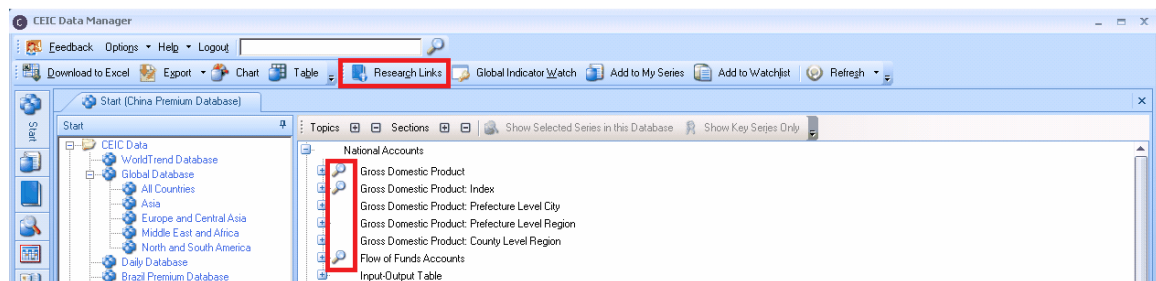 CEIC Data Manager
Feedback Options Help Logout
Download to Excel Export Chart Table Research Links Global Indicator Watch Add to My Series Add to Watchlist Refresh
Start (China Premium Database)
Start
Start
Topics Sections Show Selected Series in this Database Show Key Series Only
CEIC Data
WorldTrend Database
Global Database
All Countries
Asia
Europe and Central Asia
Middle East and Africa
North and South America
Daily Database
Brazil Premium Database
National Accounts
Gross Domestic Product
Gross Domestic Product: Index
Gross Domestic Product: Prefecture Level City
Gross Domestic Product: Prefecture Level Region
Gross Domestic Product: County Level Region
Flow of Funds Accounts
Input-Output Table